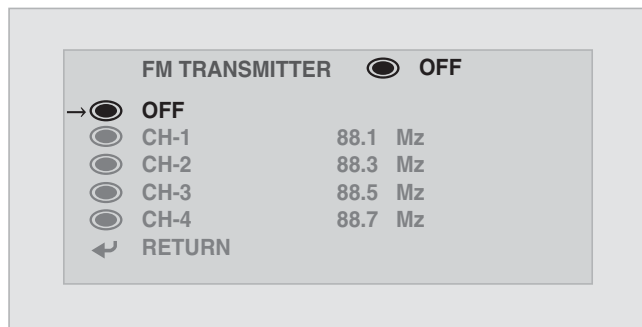 FM TRANSMITTER OFF
→ OFF
CH-1 88.1 Mz
CH-2 88.3 Mz
CH-3 88.5 Mz
CH-4 88.7 Mz
RETURN